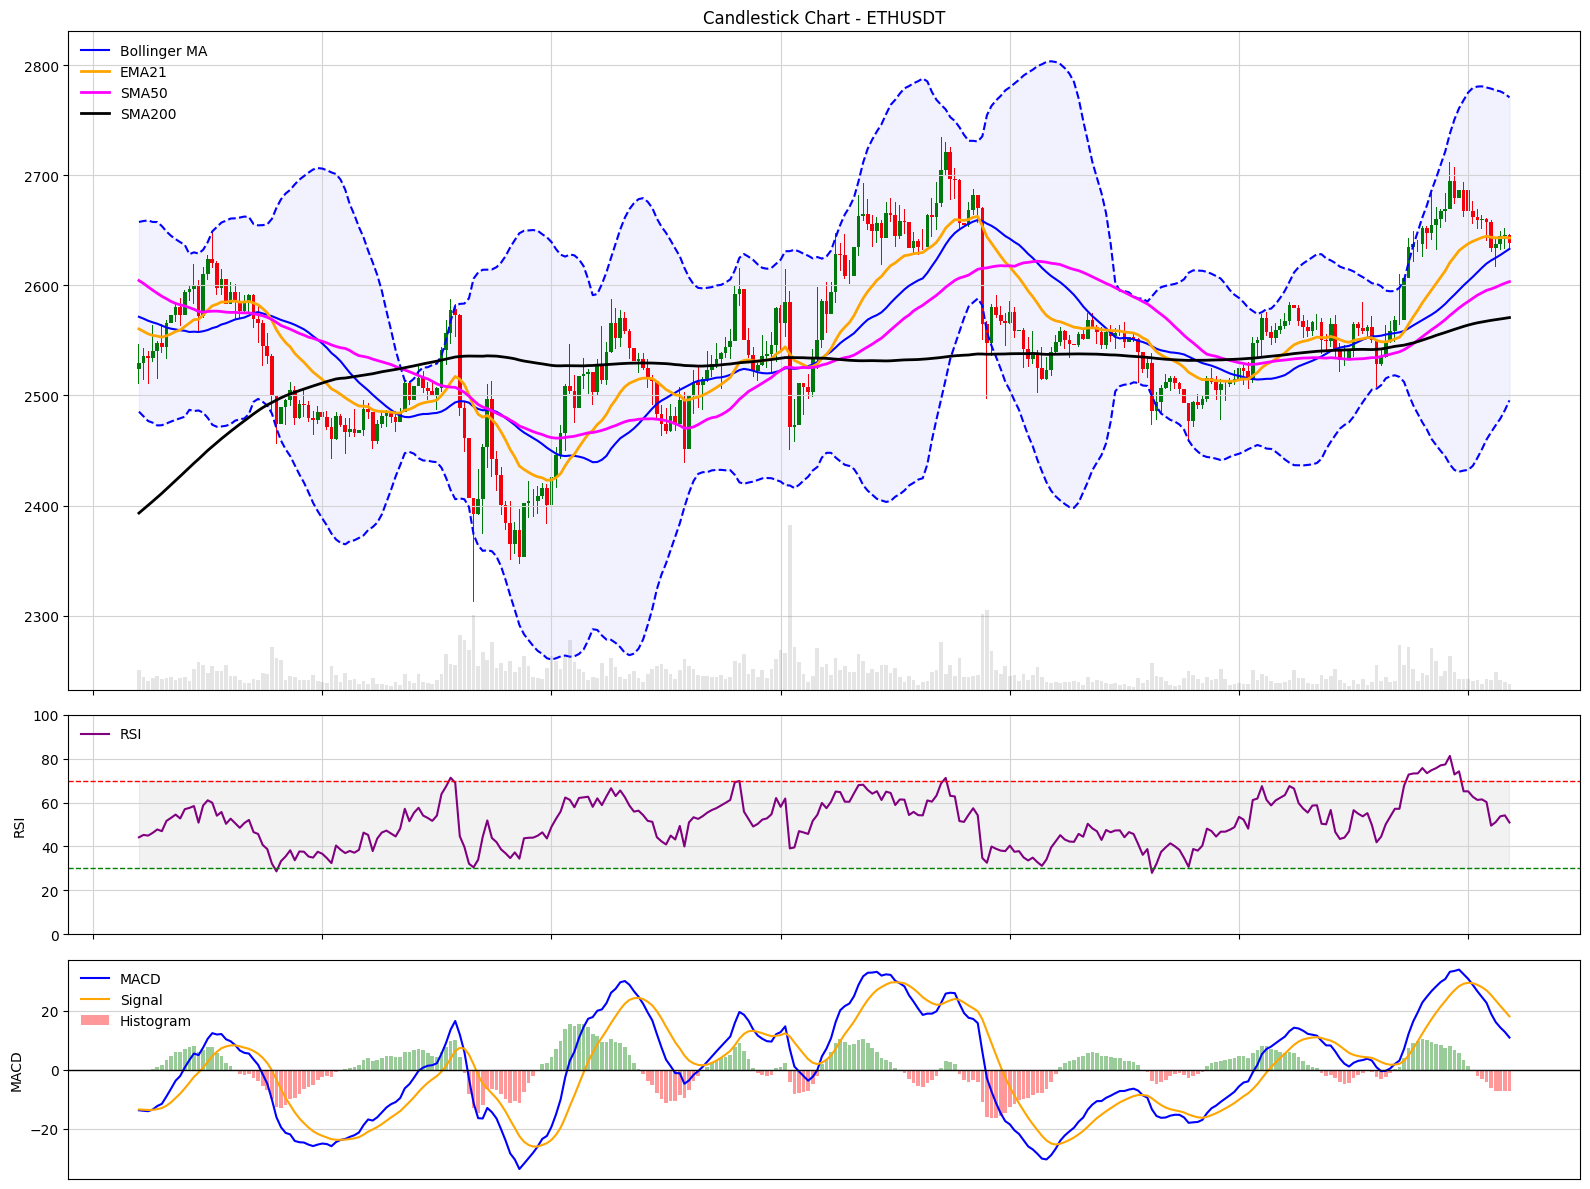 Candlestick Chart - ETHUSDT
Bollinger MA
EMA21
SMA50
SMA200
2800
2700
2600
2500
2400
2300
RSI
100
80
60
40
20
0
RSI
MACD
Signal
Histogram
20
0
−20
MACD